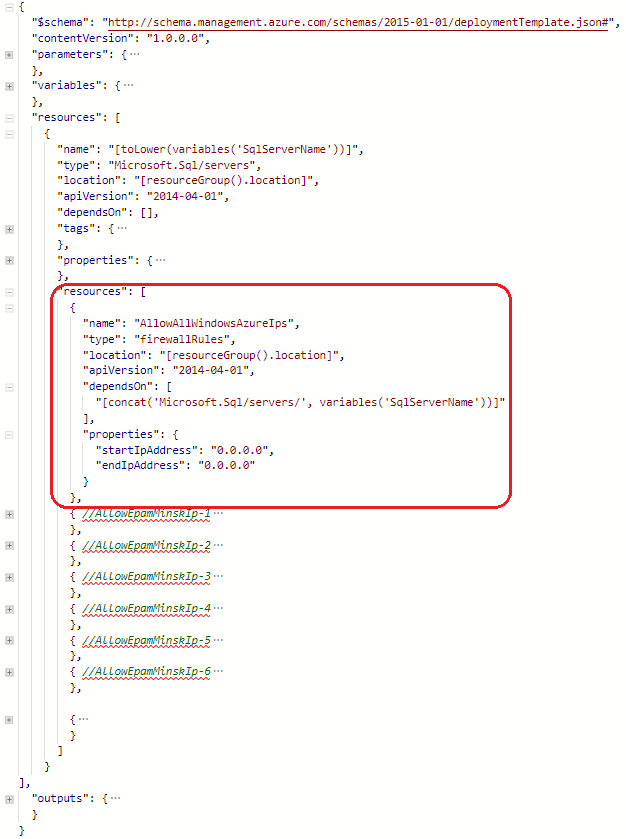 {
"$schema": "http://schema.management.azure.com/schemas/2015-01-01/deploymentTemplate.json#",
"contentVersion": "1.0.0.0",
"parameters": {···
},
"variables": {···
},
"resources": [
{
"name": "[toLower(variables('SqlServerName'))]",
"type": "Microsoft.Sql/servers",
"location": "[resourceGroup().location]",
"apiVersion": "2014-04-01",
"dependsOn": [],
"tags": {···
},
"properties": {···
},
"resources": [
{
"name": "AllowAllWindowsAzureIps",
"type": "firewallRules",
"location": "[resourceGroup().location]",
"apiVersion": "2014-04-01",
"dependsOn": [
"[concat('Microsoft.Sql/servers/', variables('SqlServerName'))]"
],
"properties": {
"startIpAddress": "0.0.0.0",
"endIpAddress": "0.0.0.0"
}
},
{ //AllowEpamMinskIp-1···
},
{ //AllowEpamMinskIp-2···
},
{ //AllowEpamMinskIp-3···
},
{ //AllowEpamMinskIp-4···
},
{ //AllowEpamMinskIp-5···
},
{ //AllowEpamMinskIp-6···
},
{···
}
]
}
],
"outputs": {···
}
}